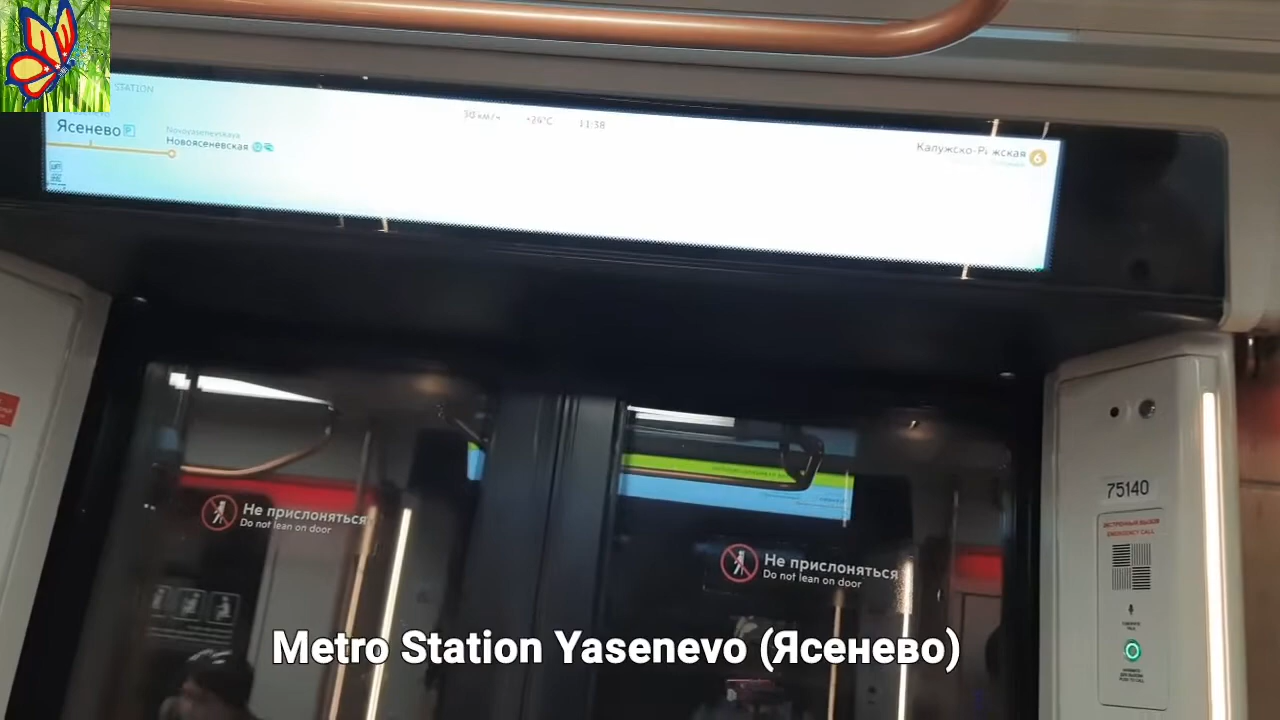 STATION
Ясенево P
30 км/ч +24°C 11:38
Novoyasenevskaya
Новоясеневская
Калужско-Рижская 6
Не прислоняться
Do not lean on door
Не прислоняться
Do not lean on door
75140
ЭКСТРЕННЫЙ ВЫЗОВ
EMERGENCY CALL
Metro Station Yasenevo (Ясенево)